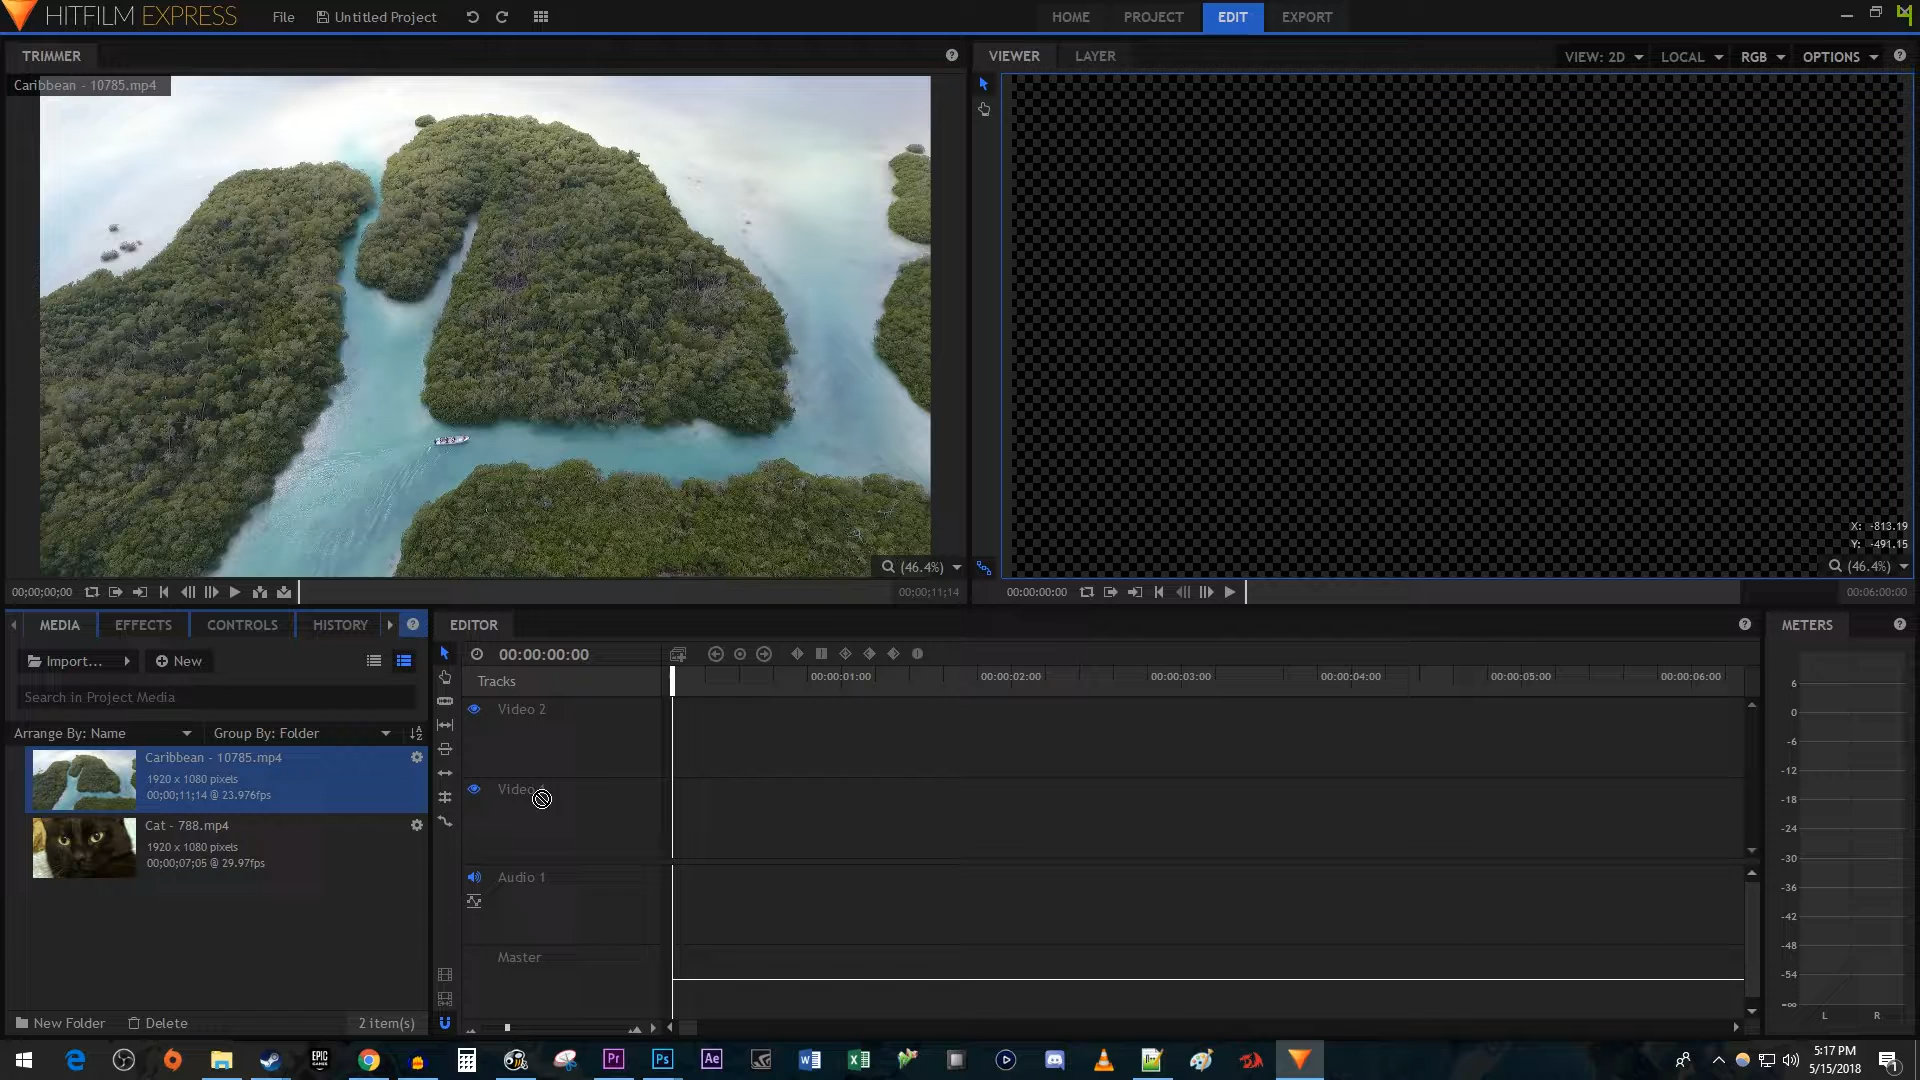 HITFILM EXPRESS
File
Untitled Project
HOME
PROJECT
EDIT
EXPORT
TRIMMER
Caribbean - 10785.mp4
VIEWER
LAYER
VIEW: 2D
LOCAL
RGB
OPTIONS
X: -813.19
Y: -491.15
(46.4%)
(46.4%)
00;00;00;00
00;00;11;14
00:00:00:00
00:06:00:00
MEDIA
EFFECTS
CONTROLS
HISTORY
EDITOR
METERS
Import...
New
00:00:00:00
Search in Project Media
Tracks
00:00:01:00
00:00:02:00
00:00:03:00
00:00:04:00
00:00:05:00
00:00:06:00
Arrange By: Name
Group By: Folder
Caribbean - 10785.mp4
1920 x 1080 pixels
00;00;11;14 @ 23.976fps
Cat - 788.mp4
1920 x 1080 pixels
00;00;07;05 @ 29.97fps
Video 2
Video
Audio 1
Master
6
0
-6
-12
-18
-24
-30
-36
-42
-48
-54
-∞
L
R
New Folder
Delete
2 item(s)
EPIC GAMES
Pr
Ps
Ae
5:17 PM
5/15/2018
1